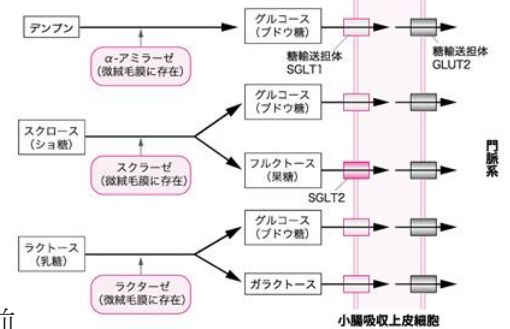 デンプン
α-アミラーゼ
(微絨毛膜に存在)
グルコース
(ブドウ糖)
糖輸送担体
SGLT1
糖輸送担体
GLUT2
スクロース
(ショ糖)
スクラーゼ
(微絨毛膜に存在)
グルコース
(ブドウ糖)
フルクトース
(果糖)
SGLT2
門脈系
ラクトース
(乳糖)
ラクターゼ
(微絨毛膜に存在)
グルコース
(ブドウ糖)
ガラクトース
小腸吸収上皮細胞